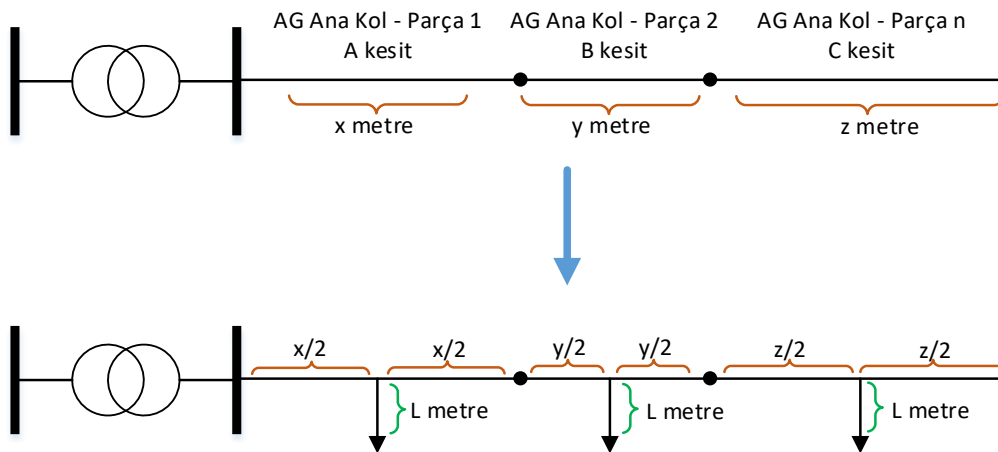 AG Ana Kol - Parça 1
A kesit
AG Ana Kol - Parça 2
B kesit
AG Ana Kol - Parça n
C kesit
x metre
y metre
z metre
x/2
x/2
y/2
y/2
z/2
z/2
L metre
L metre
L metre